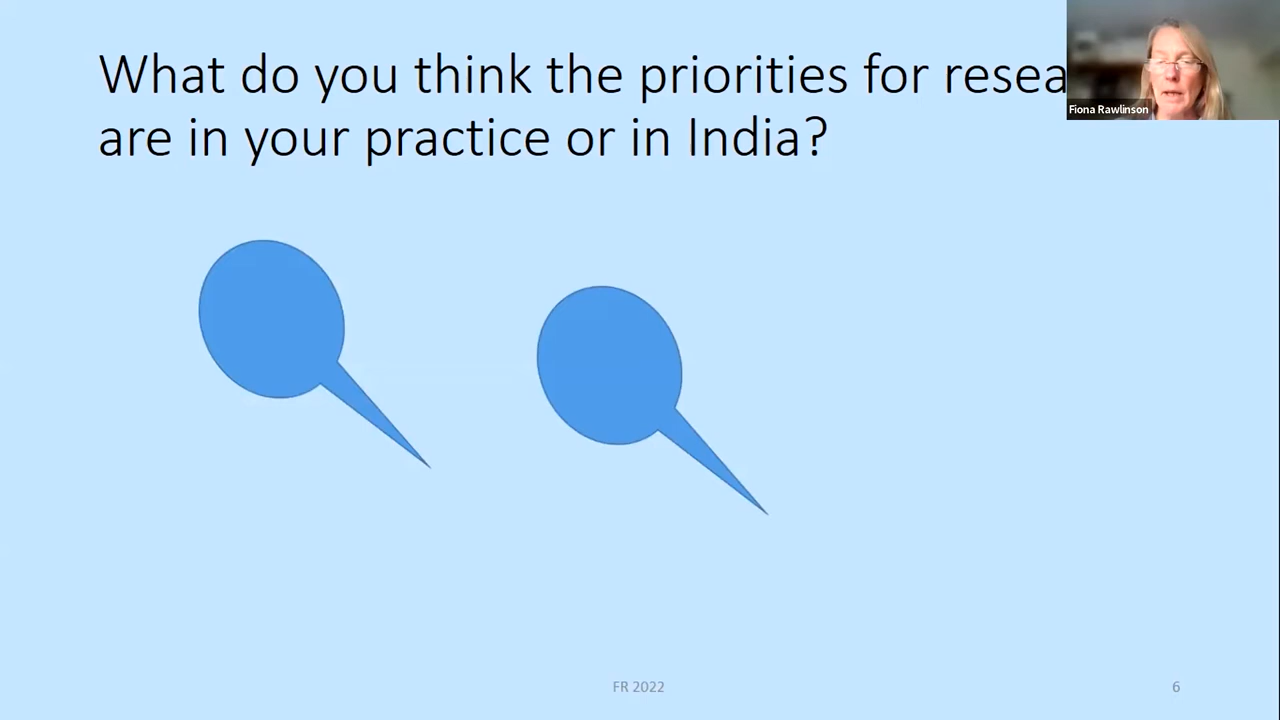 What do you think the priorities for resea
are in your practice or in India?
Fiona Rawlinson
FR 2022
6